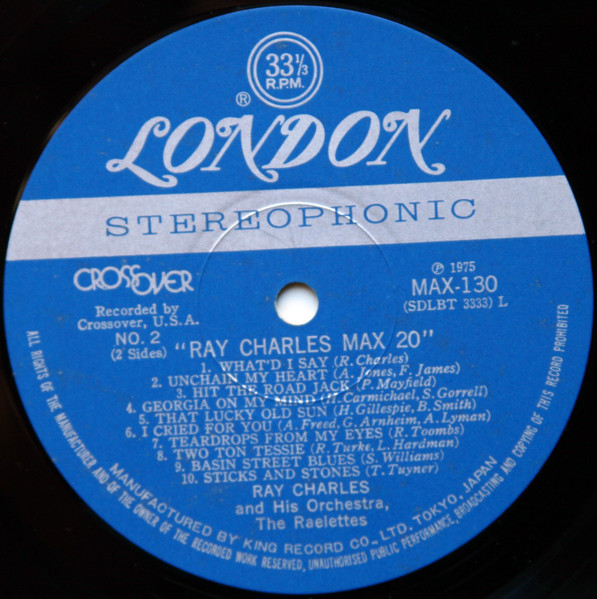 33 1/3
R.P.M.
®
LONDON
STEREOPHONIC
CROSSOVER
Recorded by
Crossover, U.S.A.
NO. 2
(2 Sides)
℗ 1975
MAX-130
(SDLBT 3333) L
"RAY CHARLES MAX 20"
1. WHAT'D I SAY (R. Charles)
2. UNCHAIN MY HEART (A. Jones, F. James)
3. HIT THE ROAD JACK (P. Mayfield)
4. GEORGIA ON MY MIND (H. Carmichael, S. Gorrell)
5. THAT LUCKY OLD SUN (H. Gillespie, B. Smith)
6. I CRIED FOR YOU (A. Freed, G. Arnheim, A. Lyman)
7. TEARDROPS FROM MY EYES (R. Toombs)
8. TWO TON TESSIE (R. Turke, L. Hardman)
9. BASIN STREET BLUES (S. Williams)
10. STICKS AND STONES (T. Tuyner)
RAY CHARLES
and His Orchestra,
The Raelettes
MANUFACTURED BY KING RECORD CO., LTD. TOKYO, JAPAN
ALL RIGHTS OF THE MANUFACTURER AND OF THE OWNER OF THE RECORDED WORK RESERVED, UNAUTHORISED PUBLIC PERFORMANCE, BROADCASTING AND COPYING OF THIS RECORD PROHIBITED